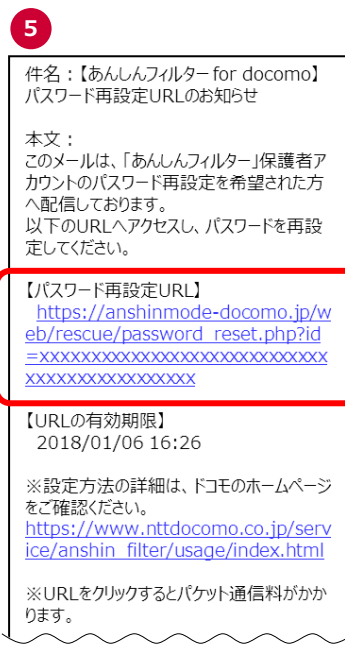 5
件名：【あんしんフィルター for docomo】
パスワード再設定URLのお知らせ
本文：
このメールは、「あんしんフィルター」保護者ア
カウントのパスワード再設定を希望された方
へ配信しております。
以下のURLへアクセスし、パスワードを再設
定してください。
【パスワード再設定URL】
https://anshinmode-docomo.jp/w
eb/rescue/password_reset.php?id
=xxxxxxxxxxxxxxxxxxxxxxxxxxxx
xxxxxxxxxxxxxxxxx
【URLの有効期限】
2018/01/06 16:26
※設定方法の詳細は、ドコモのホームページ
をご確認ください。
https://www.nttdocomo.co.jp/serv
ice/anshin_filter/usage/index.html
※URLをクリックするとパケット通信料がかか
ります。